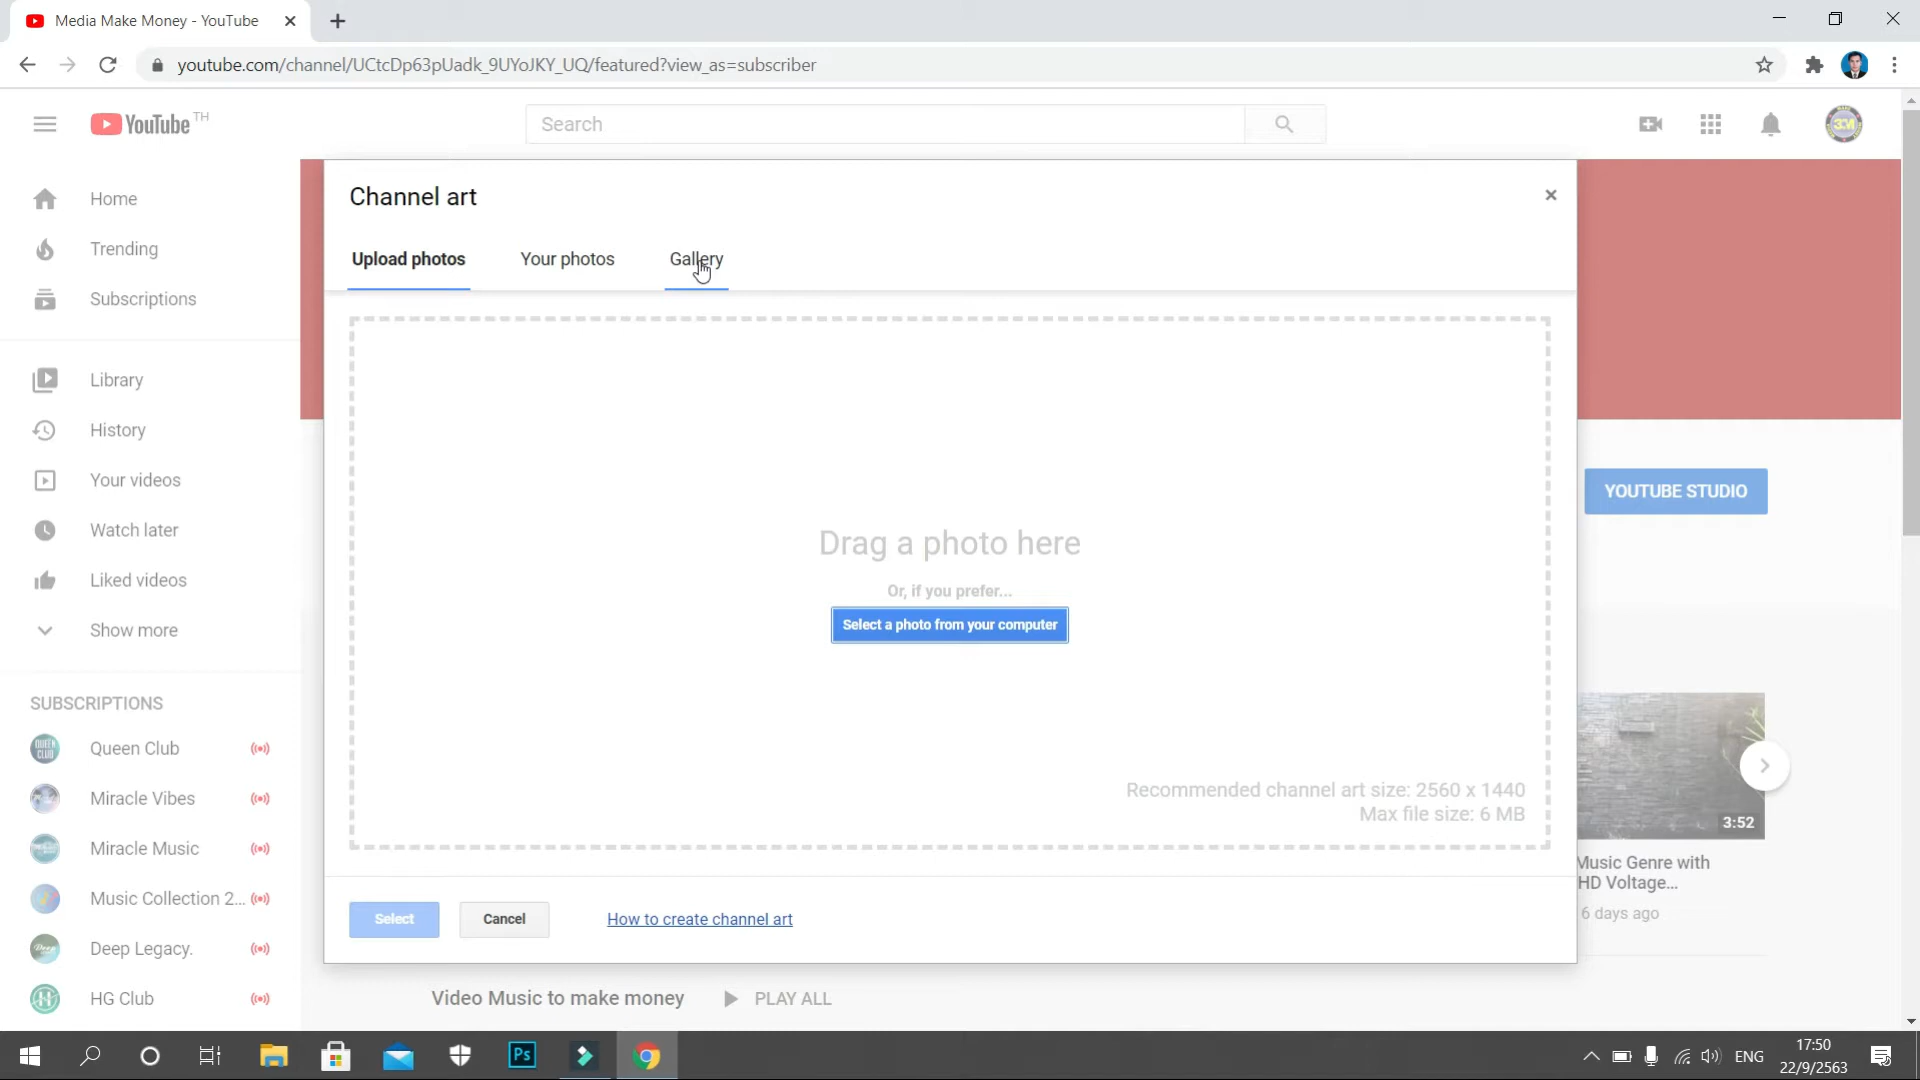 Media Make Money - YouTube
youtube.com/channel/UCtcDp63pUadk_9UYoJKY_UQ/featured?view_as=subscriber
YouTube TH
Search
3M
Home
Trending
Subscriptions
Library
History
Your videos
Watch later
Liked videos
Show more
SUBSCRIPTIONS
QUEEN CLUB
Queen Club
Miracle Vibes
Miracle Music
Music Collection 2...
Deep
Deep Legacy.
HG Club
Channel art
×
Upload photos
Your photos
Gallery
Drag a photo here
Or, if you prefer...
Select a photo from your computer
Recommended channel art size: 2560 x 1440
Max file size: 6 MB
Select
Cancel
How to create channel art
YOUTUBE STUDIO
3:52
Music Genre with
HD Voltage...
6 days ago
Video Music to make money
PLAY ALL
Ps
ENG
17:50
22/9/2563